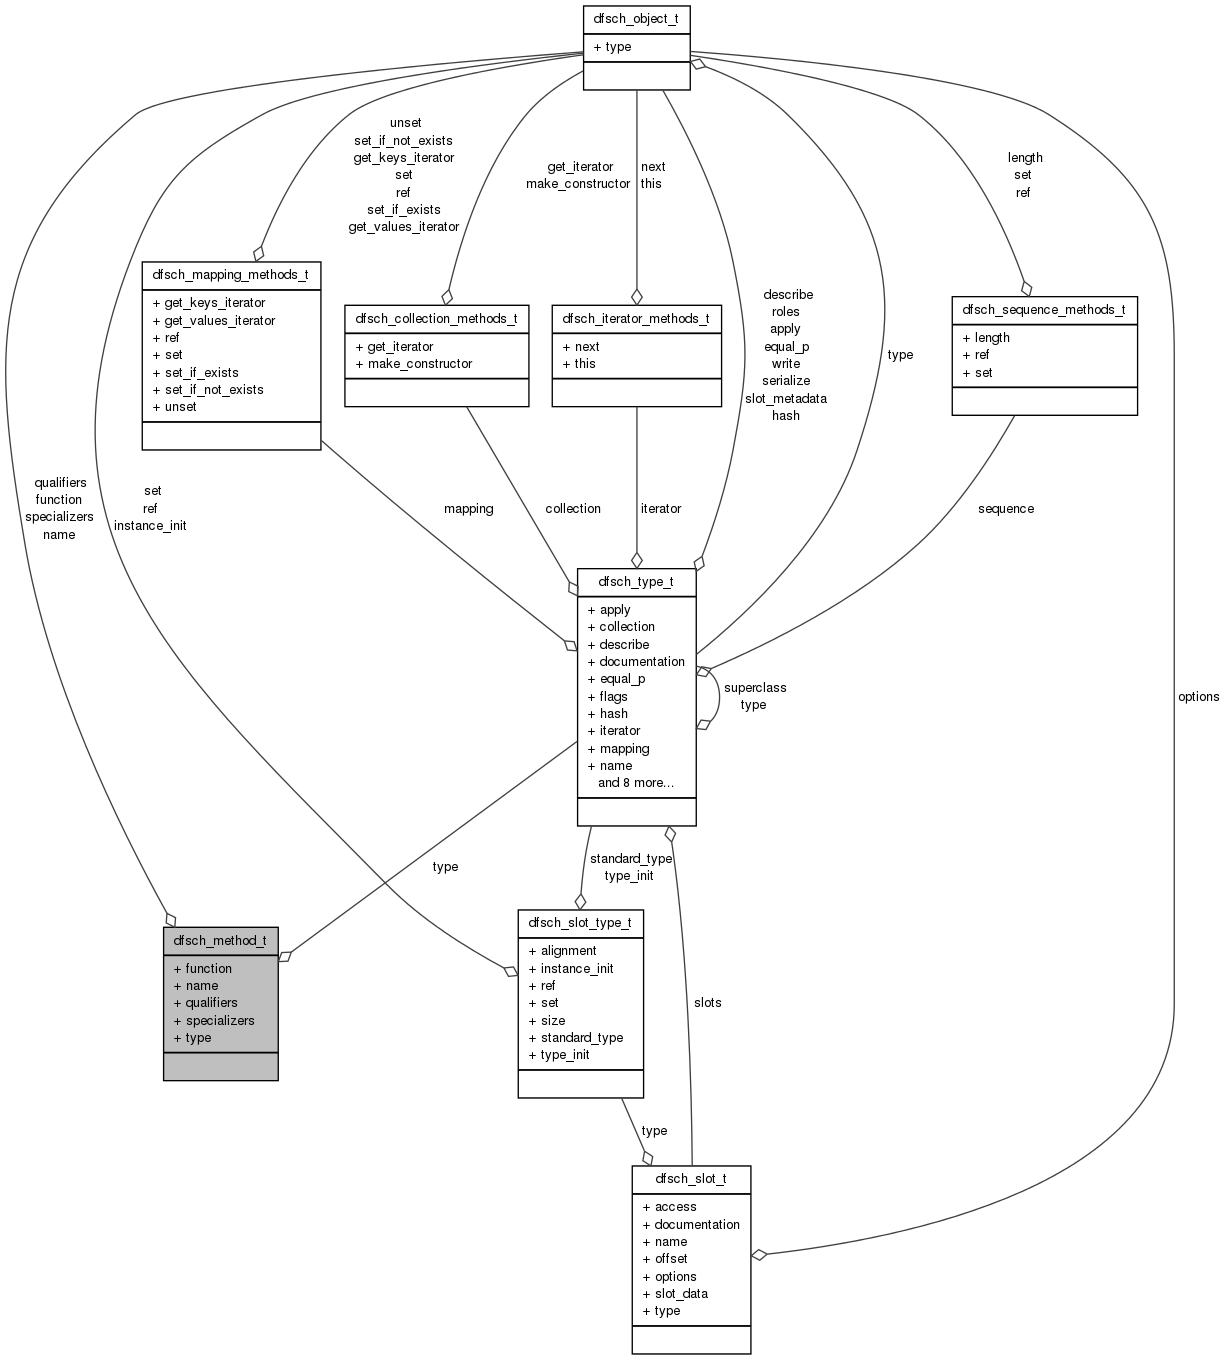 dfsch_object_t
+ type
unset
set_if_not_exists
get_keys_iterator
set
ref
set_if_exists
get_values_iterator
get_iterator
make_constructor
next
this
length
set
ref
dfsch_mapping_methods_t
+ get_keys_iterator
+ get_values_iterator
+ ref
+ set
+ set_if_exists
+ set_if_not_exists
+ unset
dfsch_collection_methods_t
+ get_iterator
+ make_constructor
dfsch_iterator_methods_t
+ next
+ this
describe
roles
apply
equal_p
write
serialize
slot_metadata
hash
type
dfsch_sequence_methods_t
+ length
+ ref
+ set
qualifiers
function
specializers
name
set
ref
instance_init
mapping
collection
iterator
sequence
dfsch_type_t
+ apply
+ collection
+ describe
+ documentation
+ equal_p
+ flags
+ hash
+ iterator
+ mapping
+ name
and 8 more...
superclass
type
options
type
standard_type
type_init
dfsch_method_t
+ function
+ name
+ qualifiers
+ specializers
+ type
dfsch_slot_type_t
+ alignment
+ instance_init
+ ref
+ set
+ size
+ standard_type
+ type_init
slots
type
dfsch_slot_t
+ access
+ documentation
+ name
+ offset
+ options
+ slot_data
+ type